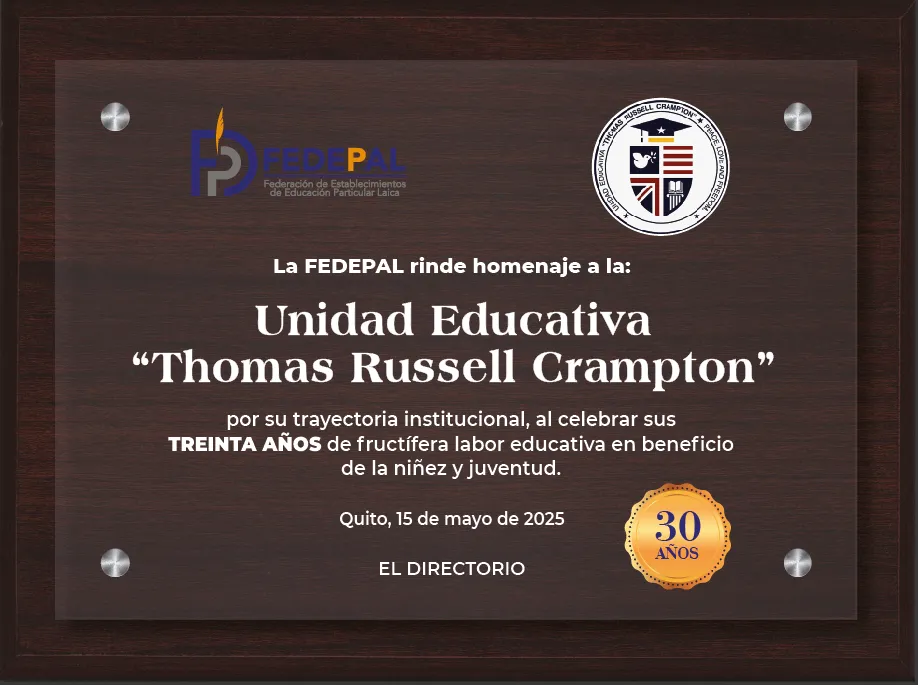 FEDEPAL
Federación de Establecimientos
de Educación Particular Laica
UNIDAD EDUCATIVA "THOMAS RUSSELL CRAMPTON" ★ PEACE, LOVE AND FREEDOM ★
La FEDEPAL rinde homenaje a la:
Unidad Educativa
“Thomas Russell Crampton”
por su trayectoria institucional, al celebrar sus
TREINTA AÑOS de fructífera labor educativa en beneficio
de la niñez y juventud.
Quito, 15 de mayo de 2025
30
AÑOS
EL DIRECTORIO